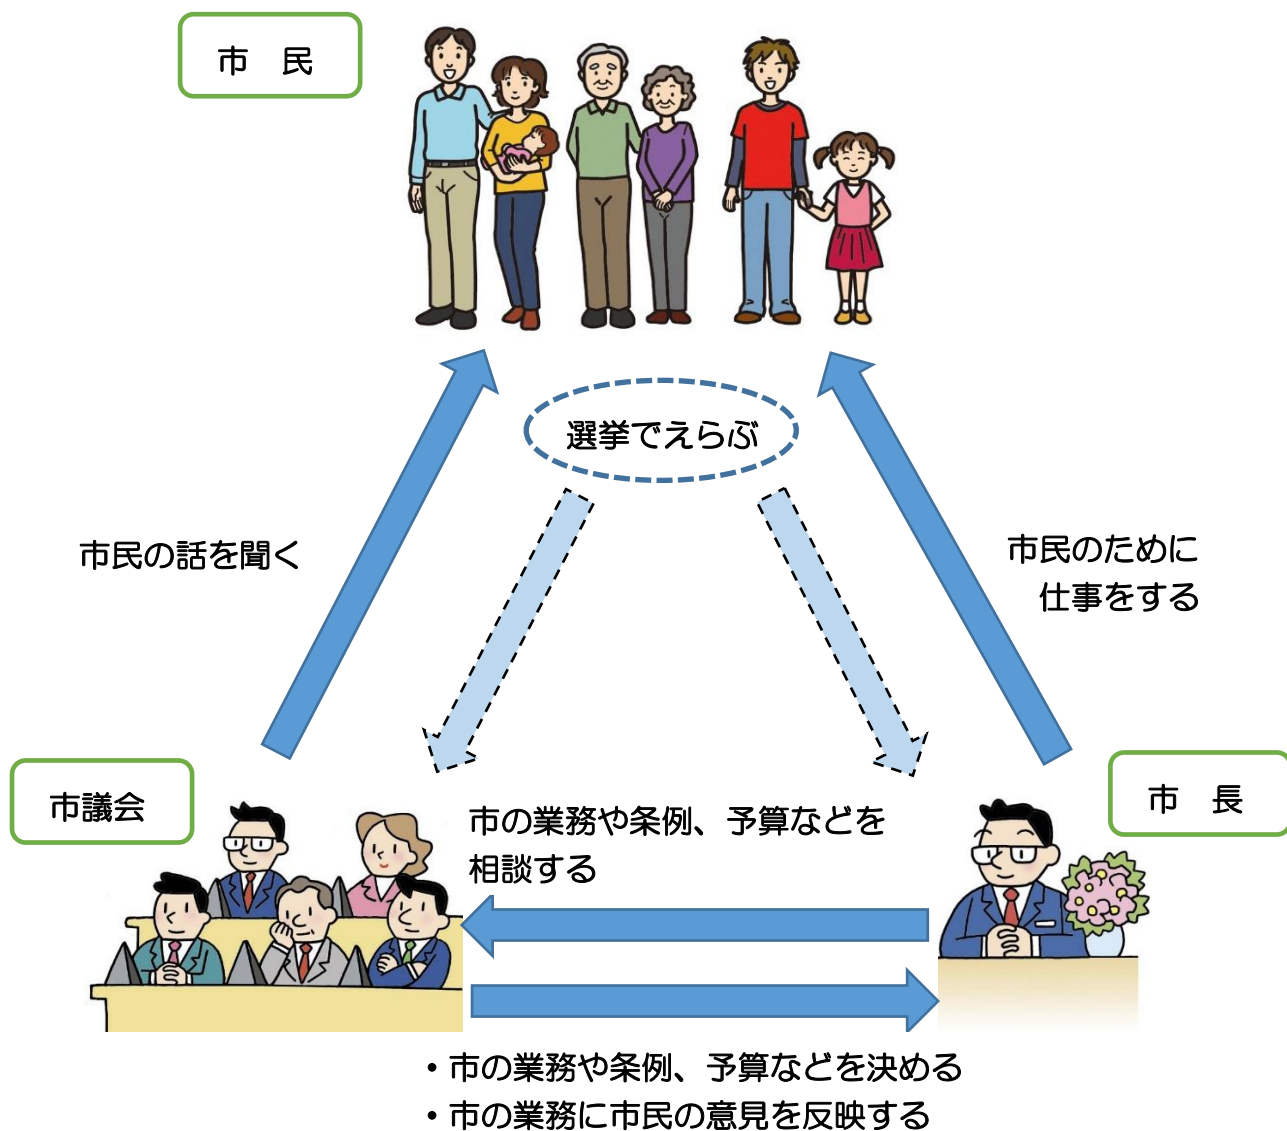 市　民
選挙でえらぶ
市民の話を聞く
市民のために
仕事をする
市議会
市　長
市の業務や条例、予算などを
相談する
・市の業務や条例、予算などを決める
・市の業務に市民の意見を反映する